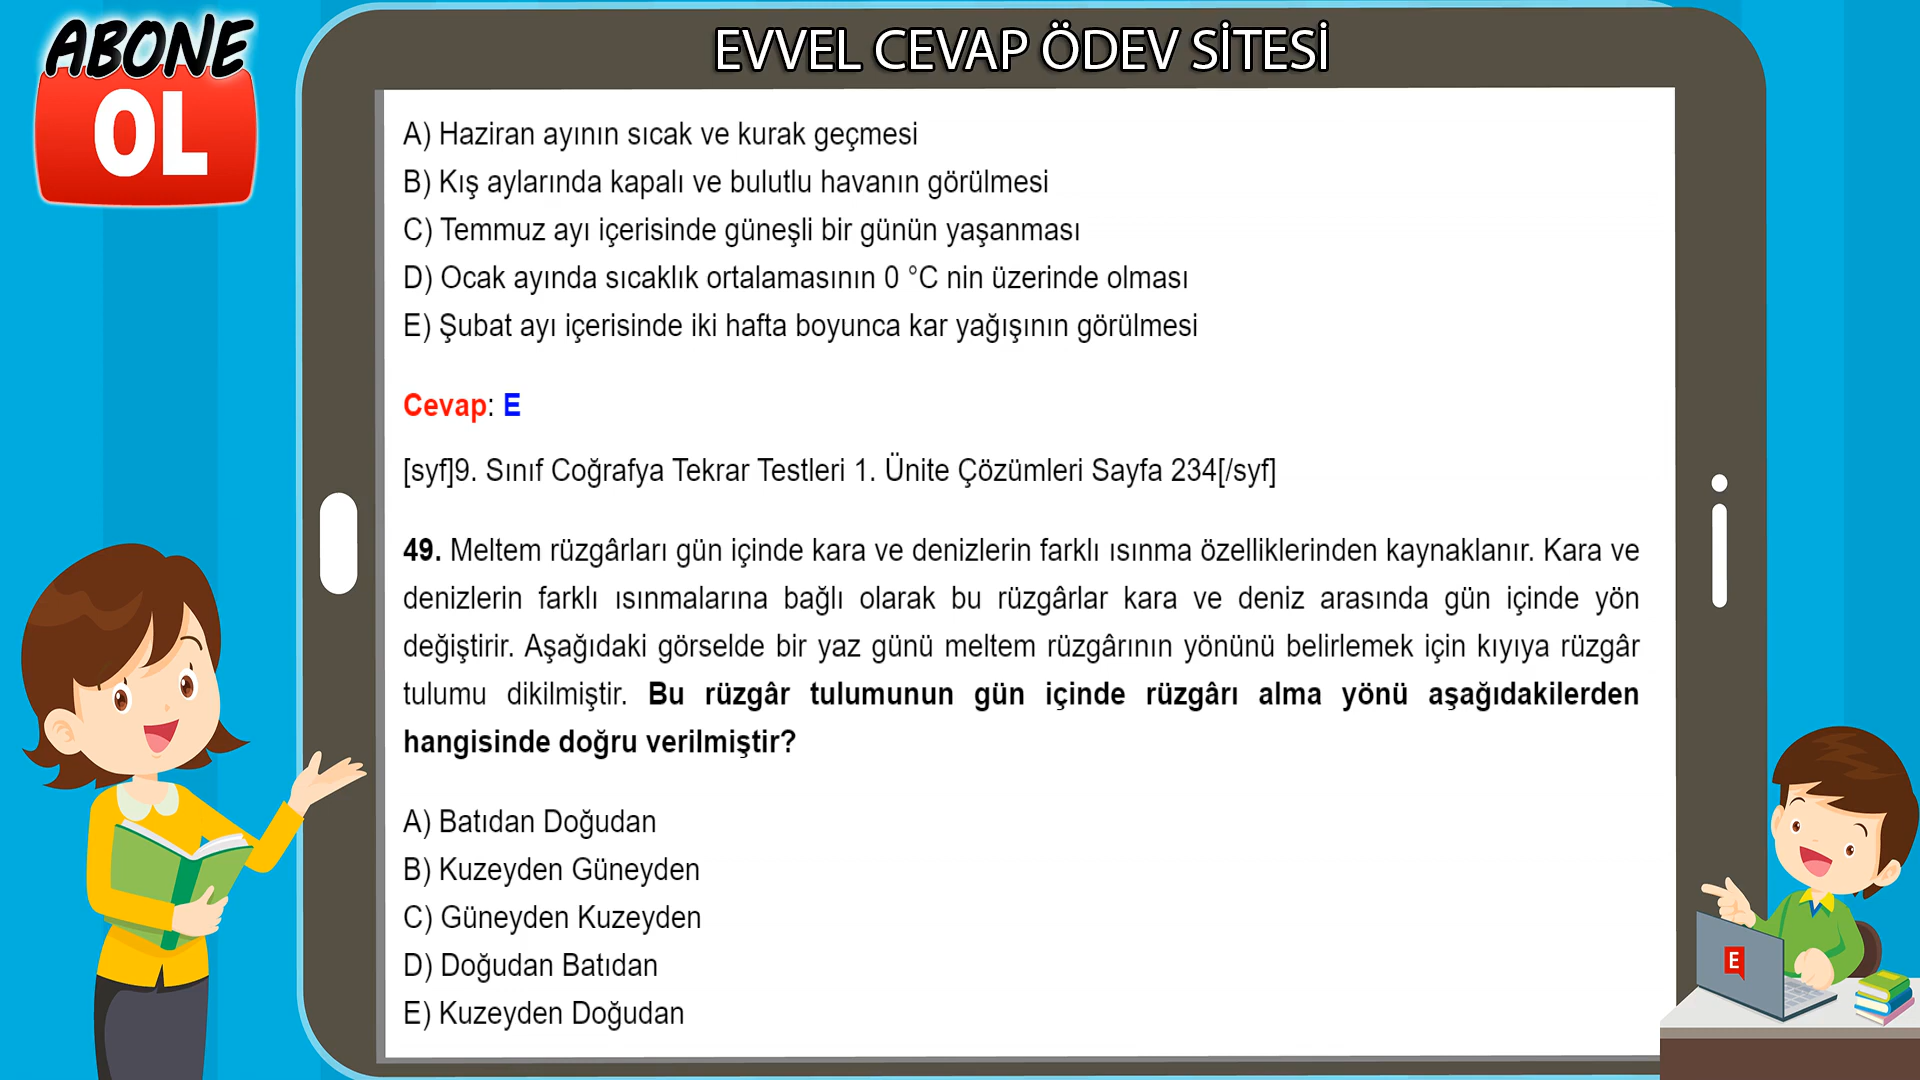 ABONE
OL
EVVEL CEVAP ÖDEV SİTESİ
A) Haziran ayının sıcak ve kurak geçmesi
B) Kış aylarında kapalı ve bulutlu havanın görülmesi
C) Temmuz ayı içerisinde güneşli bir günün yaşanması
D) Ocak ayında sıcaklık ortalamasının 0 °C nin üzerinde olması
E) Şubat ayı içerisinde iki hafta boyunca kar yağışının görülmesi
Cevap: E
[syf]9. Sınıf Coğrafya Tekrar Testleri 1. Ünite Çözümleri Sayfa 234[/syf]
49. Meltem rüzgârları gün içinde kara ve denizlerin farklı ısınma özelliklerinden kaynaklanır. Kara ve
denizlerin farklı ısınmalarına bağlı olarak bu rüzgârlar kara ve deniz arasında gün içinde yön
değiştirir. Aşağıdaki görselde bir yaz günü meltem rüzgârının yönünü belirlemek için kıyıya rüzgâr
tulumu dikilmiştir. Bu rüzgâr tulumunun gün içinde rüzgârı alma yönü aşağıdakilerden
hangisinde doğru verilmiştir?
A) Batıdan Doğudan
B) Kuzeyden Güneyden
C) Güneyden Kuzeyden
D) Doğudan Batıdan
E) Kuzeyden Doğudan
E